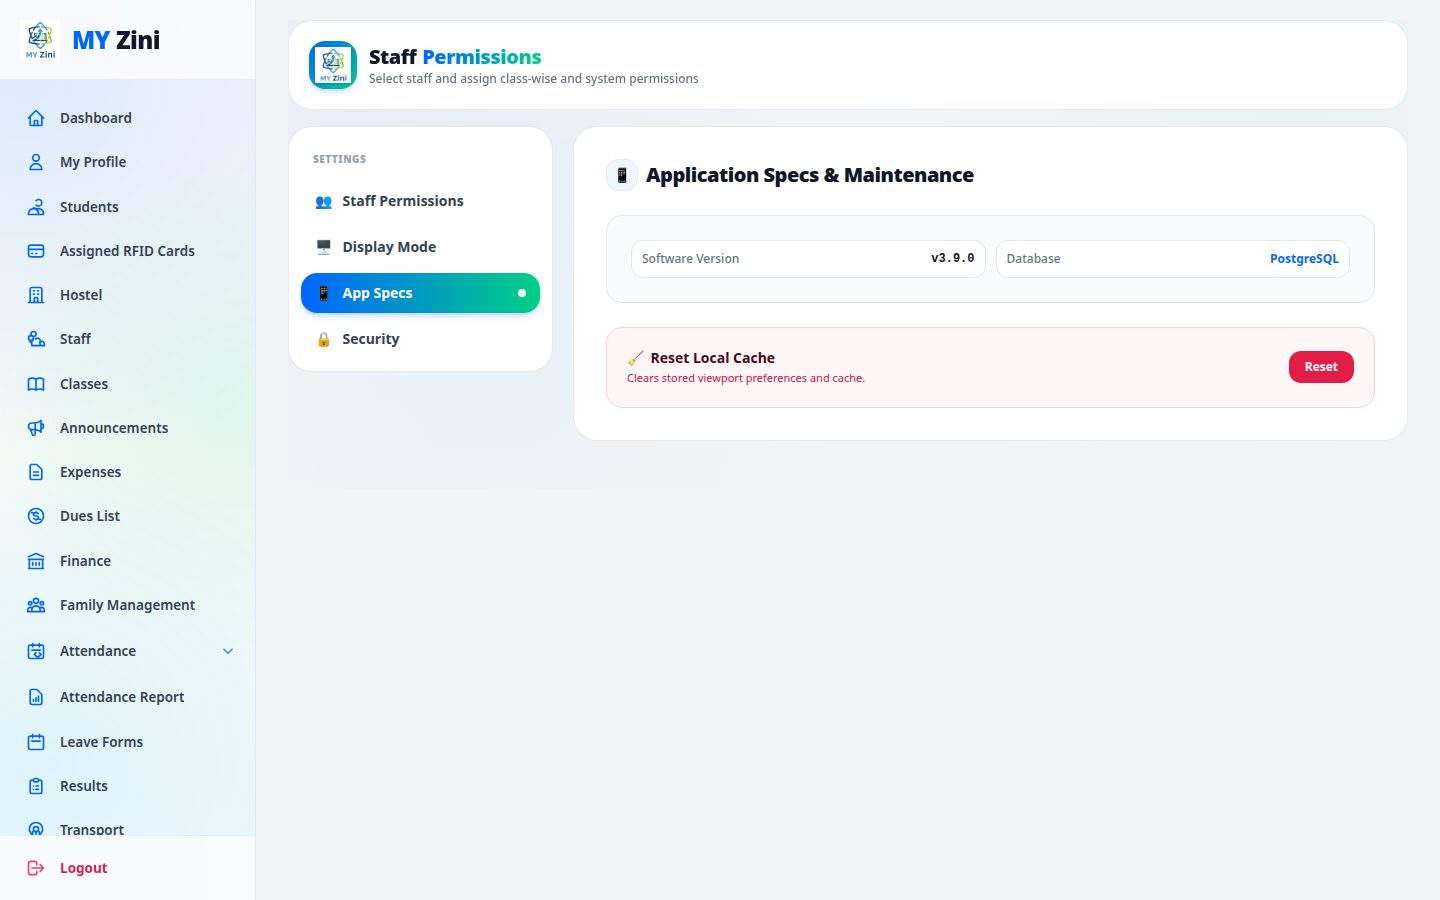 MY Zini
MY Zini
Dashboard
My Profile
Students
Assigned RFID Cards
Hostel
Staff
Classes
Announcements
Expenses
Dues List
Finance
Family Management
Attendance
Attendance Report
Leave Forms
Results
Transport
Logout
MY Zini
Staff Permissions
Select staff and assign class-wise and system permissions
SETTINGS
Staff Permissions
Display Mode
App Specs
Security
Application Specs & Maintenance
Software Version v3.9.0
Database PostgreSQL
Reset Local Cache
Clears stored viewport preferences and cache.
Reset